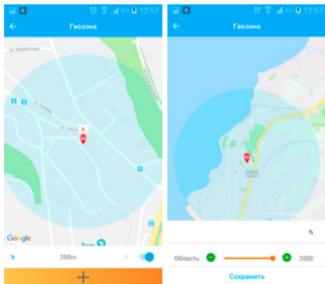 12:57
Геозона
h
Google
h 200m
+
12:57
Геозона
h
Область: 2000
Сохранить